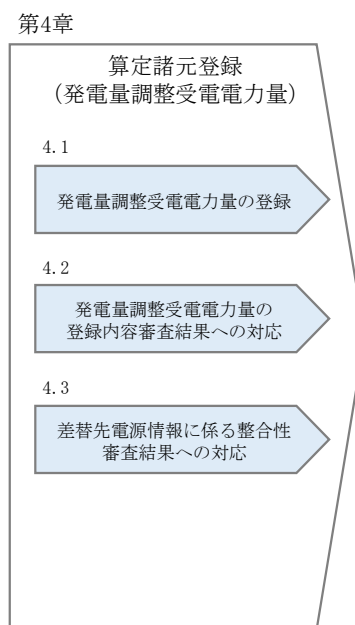 第4章
算定諸元登録
(発電量調整受電電力量)
4.1
発電量調整受電電力量の登録
4.2
発電量調整受電電力量の
登録内容審査結果への対応
4.3
差替先電源情報に係る整合性
審査結果への対応